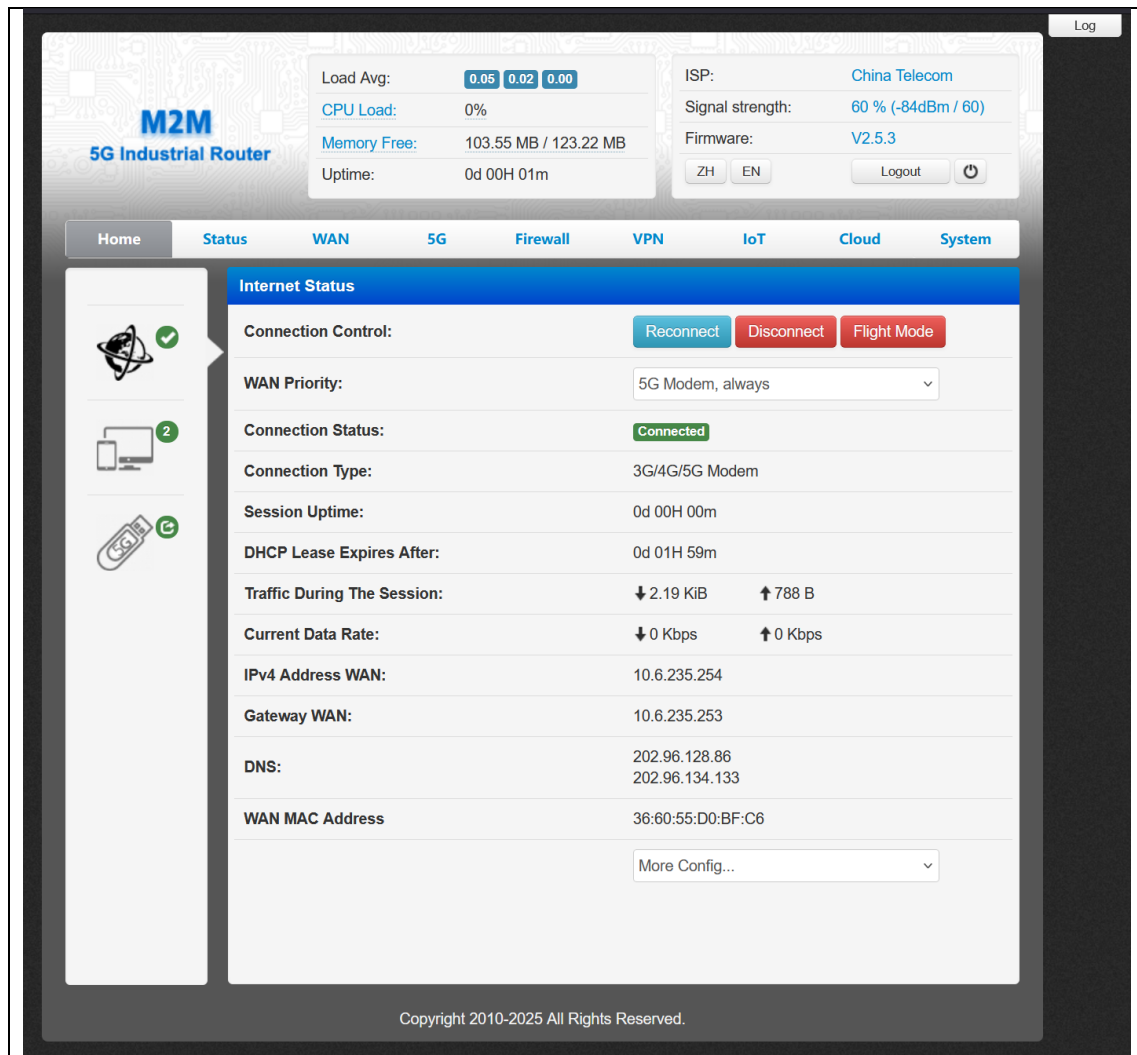 Log
M2M
5G Industrial Router
Load Avg: 0.05 0.02 0.00
CPU Load: 0%
Memory Free: 103.55 MB / 123.22 MB
Uptime: 0d 00H 01m
ISP: China Telecom
Signal strength: 60 % (-84dBm / 60)
Firmware: V2.5.3
ZH EN Logout
Home Status WAN 5G Firewall VPN IoT Cloud System
2
5G
Internet Status
Connection Control: Reconnect Disconnect Flight Mode
WAN Priority: 5G Modem, always
Connection Status: Connected
Connection Type: 3G/4G/5G Modem
Session Uptime: 0d 00H 00m
DHCP Lease Expires After: 0d 01H 59m
Traffic During The Session: 2.19 KiB 788 B
Current Data Rate: 0 Kbps 0 Kbps
IPv4 Address WAN: 10.6.235.254
Gateway WAN: 10.6.235.253
DNS: 202.96.128.86
202.96.134.133
WAN MAC Address 36:60:55:D0:BF:C6
More Config...
Copyright 2010-2025 All Rights Reserved.